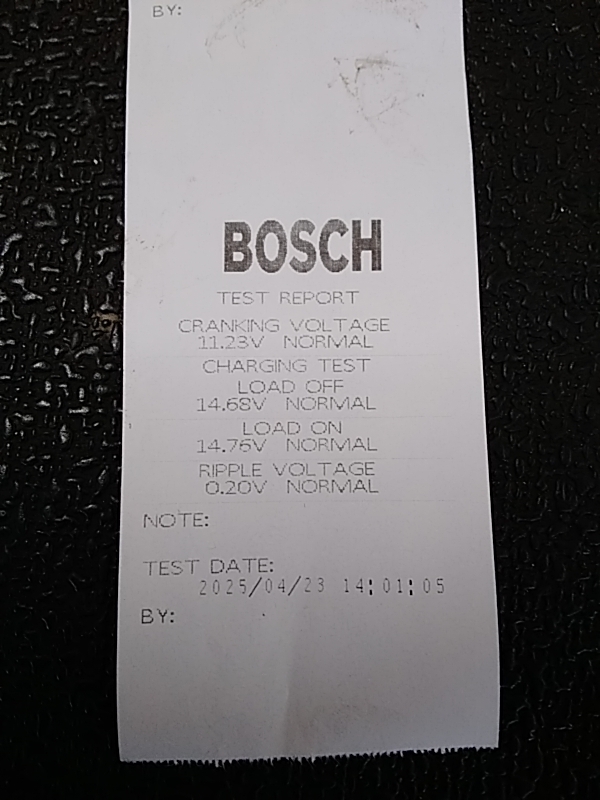 BY:
BOSCH
TEST REPORT
CRANKING VOLTAGE
11.23V NORMAL
CHARGING TEST
LOAD OFF
14.68V NORMAL
LOAD ON
14.76V NORMAL
RIPPLE VOLTAGE
0.20V NORMAL
NOTE:
TEST DATE:
2025/04/23 14:01:05
BY: